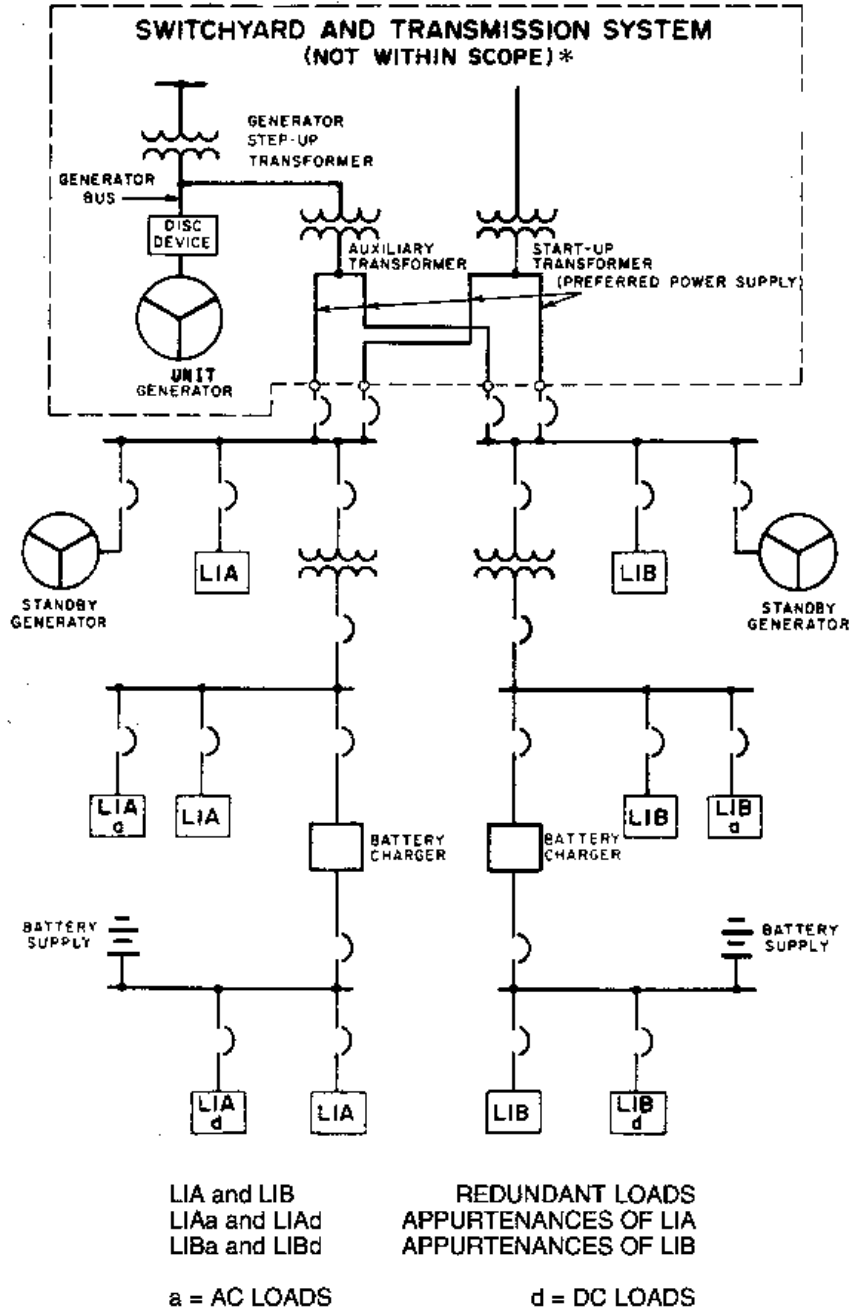 SWITCHYARD AND TRANSMISSION SYSTEM
(NOT WITHIN SCOPE)*
GENERATOR
STEP-UP
TRANSFORMER
GENERATOR
BUS
DISC
DEVICE
AUXILIARY
TRANSFORMER
START-UP
TRANSFORMER
(PREFERRED POWER SUPPLY)
UNIT
GENERATOR
LIA
LIB
STANDBY
GENERATOR
STANDBY
GENERATOR
LIA
a
LIA
LIB
LIB
a
BATTERY
CHARGER
BATTERY
CHARGER
BATTERY
SUPPLY
BATTERY
SUPPLY
LIA
d
LIA
LIB
LIB
d
LIA and LIB REDUNDANT LOADS
LIAa and LIAd APPURTENANCES OF LIA
LIBa and LIBd APPURTENANCES OF LIB
a = AC LOADS d = DC LOADS